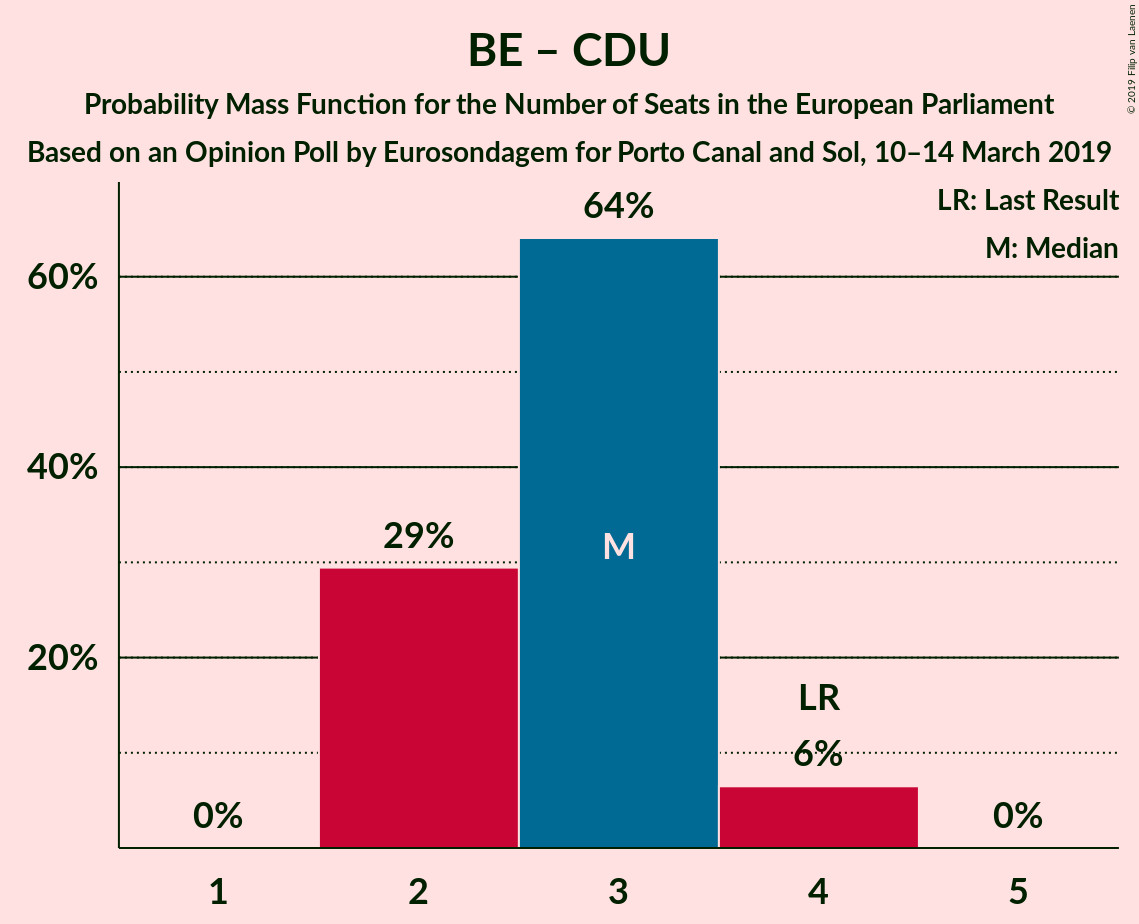 BE – CDU
Probability Mass Function for the Number of Seats in the European Parliament
Based on an Opinion Poll by Eurosondagem for Porto Canal and Sol, 10–14 March 2019
© 2019 Filip van Laenen
LR: Last Result
M: Median
64%
60%
40%
29%
M
20%
LR
6%
0%
0%
1 2 3 4 5